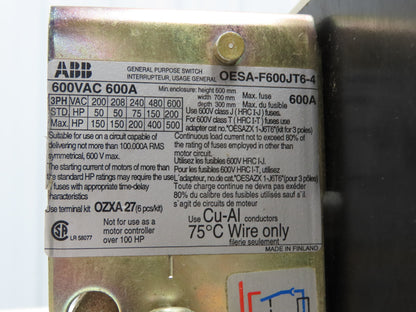 ABB
GENERAL PURPOSE SWITCH
INTERRUPTEUR, USAGE GENERAL
OESA-F600JT6-4
600VAC 600A
Min.enclosure: height 600 mm
width 700 mm
depth 300 mm
Max. fuse
Max. du fusible
600A
3PH VAC 200 208 240 480 600
STD. HP 50 50 75 150 200
Max. HP 150 150 200 400 500
Use 600V class J (HRC I-J) fuses.
For 600V class T (HRC I-T) fuses use
adapter cat no."OESAZX 1-J6T6"(kit for 3 poles)
Suitable for use on a circuit capable of
delivering not more than 100.000A RMS
symmetrical, 600 V max.
Continuous load current not to exceed 80% of
the rating of fuses employed in other than
motor circuit.
The starting current of motors of more than
the standard HP ratings may require the use
of fuses with appropriate time-delay
characteristics
Utilisez les fusibles 600V HRC I-J.
Pour utiliser les fusibles 600V HRC I-T, utilisez
L'adapteur, no.de cat."OESAZX 1-J6T6"(pour 3 pôles)
Toute charge continue ne devra pas exéder
80% du calibre des fusibles utilisés sauf s'il
s'agit de circuits de moteur
Use terminal kit OZXA 27 (6 pcs/kit)
Not for use as a
motor controller
over 100 HP
LR 58077
Use Cu-Al conductors
75°C Wire only
filerie seulement
MADE IN FINLAND